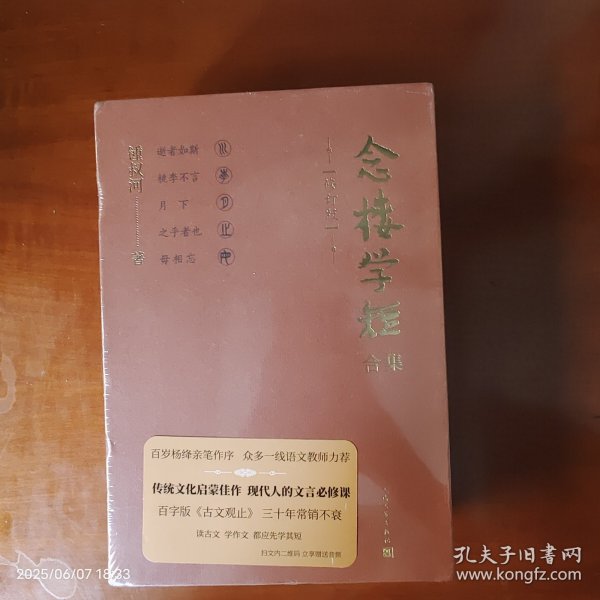 念楼学短
合集
修订版
逝者如斯
桃李不言
月下
之乎者也
毋相忘
锺叔河
著
百岁杨绛亲笔作序 众多一线语文教师力荐
传统文化启蒙佳作 现代人的文言必修课
百字版《古文观止》 三十年常销不衰
读古文 学作文 都应先学其短
扫文内二维码 立享赠送音频
2025/06/07 18:33
孔夫子旧书网
www.kongfz.com